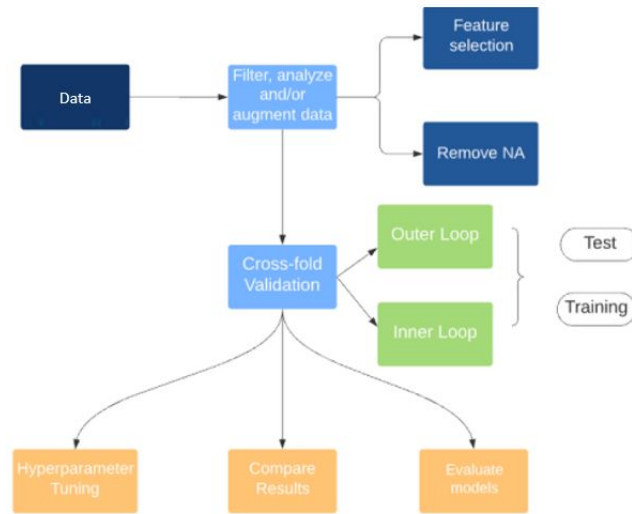 Feature
selection
Data
Filter, analyze
and/or
augment data
Remove NA
Outer Loop
Test
Cross-fold
Validation
Training
Inner Loop
Hyperparameter
Tuning
Compare
Results
Evaluate
models